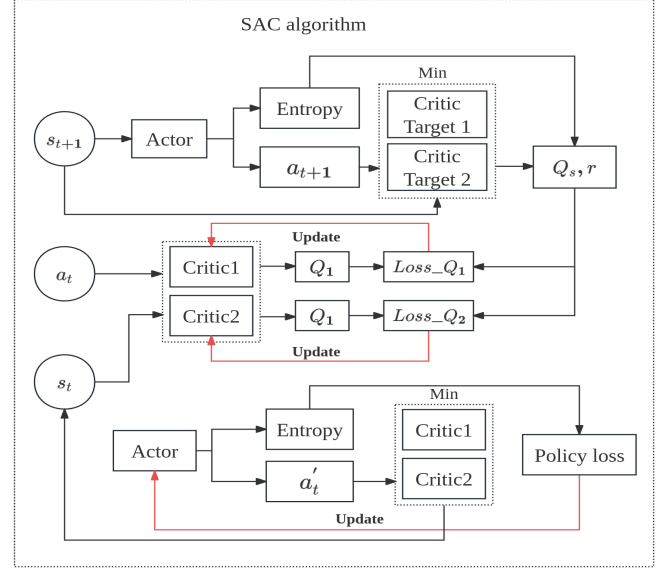 SAC algorithm
Min
Entropy
Critic
Target 1
s_{t+1}
Actor
a_{t+1}
Critic
Target 2
Q_s, r
Update
a_t
Critic1
Q_1
Loss_Q_1
Critic2
Q_1
Loss_Q_2
Update
s_t
Min
Entropy
Critic1
Actor
Policy loss
a_t^'
Critic2
Update